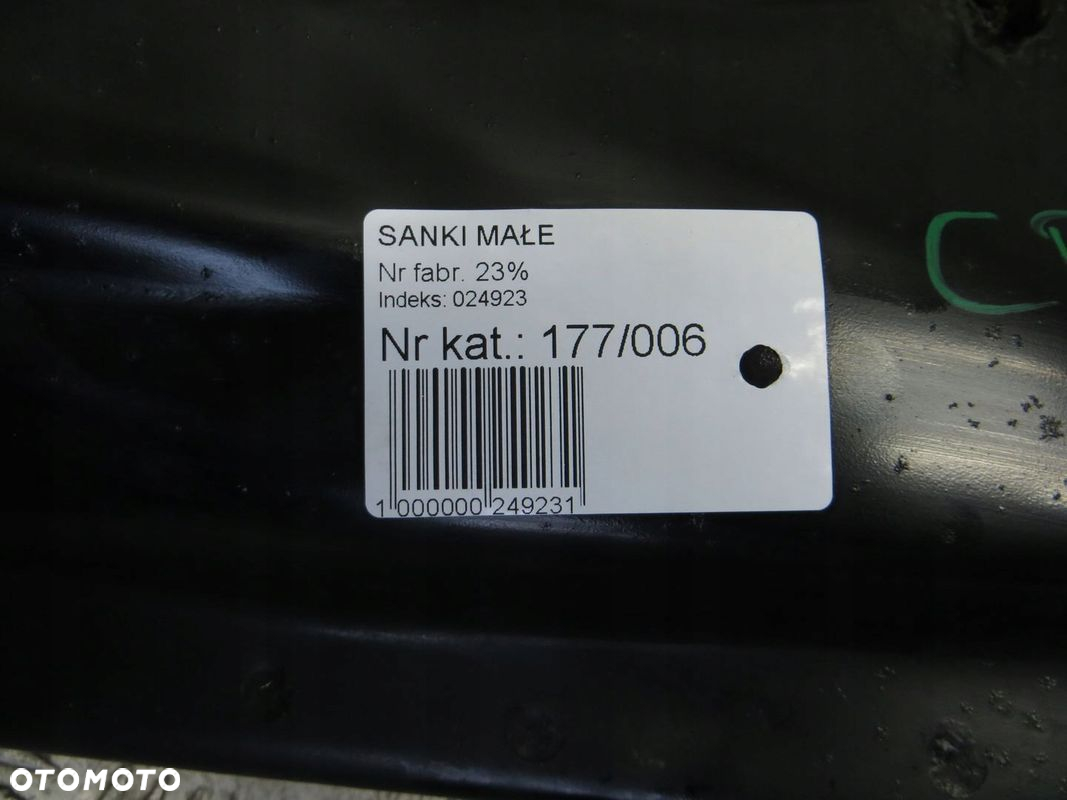 SANKI MAŁE
Nr fabr. 23%
Indeks: 024923
Nr kat.: 177/006
1 000000 249231
OTOMOTO